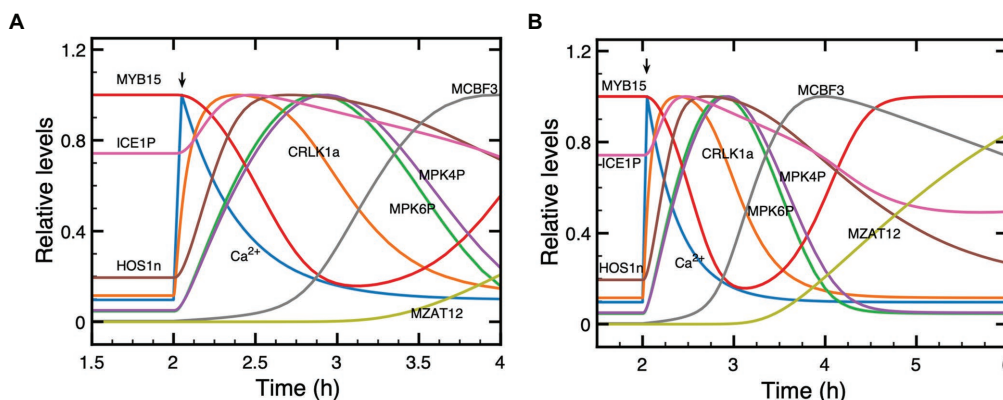 A
Relative levels
1.2
0.8
0.4
0
MYB15
ICE1P
HOS1n
Ca2+
CRLK1a
MCBF3
MPK4P
MPK6P
MZAT12
1.5 2 2.5 3 3.5 4
Time (h)
B
Relative levels
1.2
0.8
0.4
0
MYB15
ICE1P
HOS1n
Ca2+
CRLK1a
MCBF3
MPK4P
MPK6P
MZAT12
2 3 4 5
Time (h)